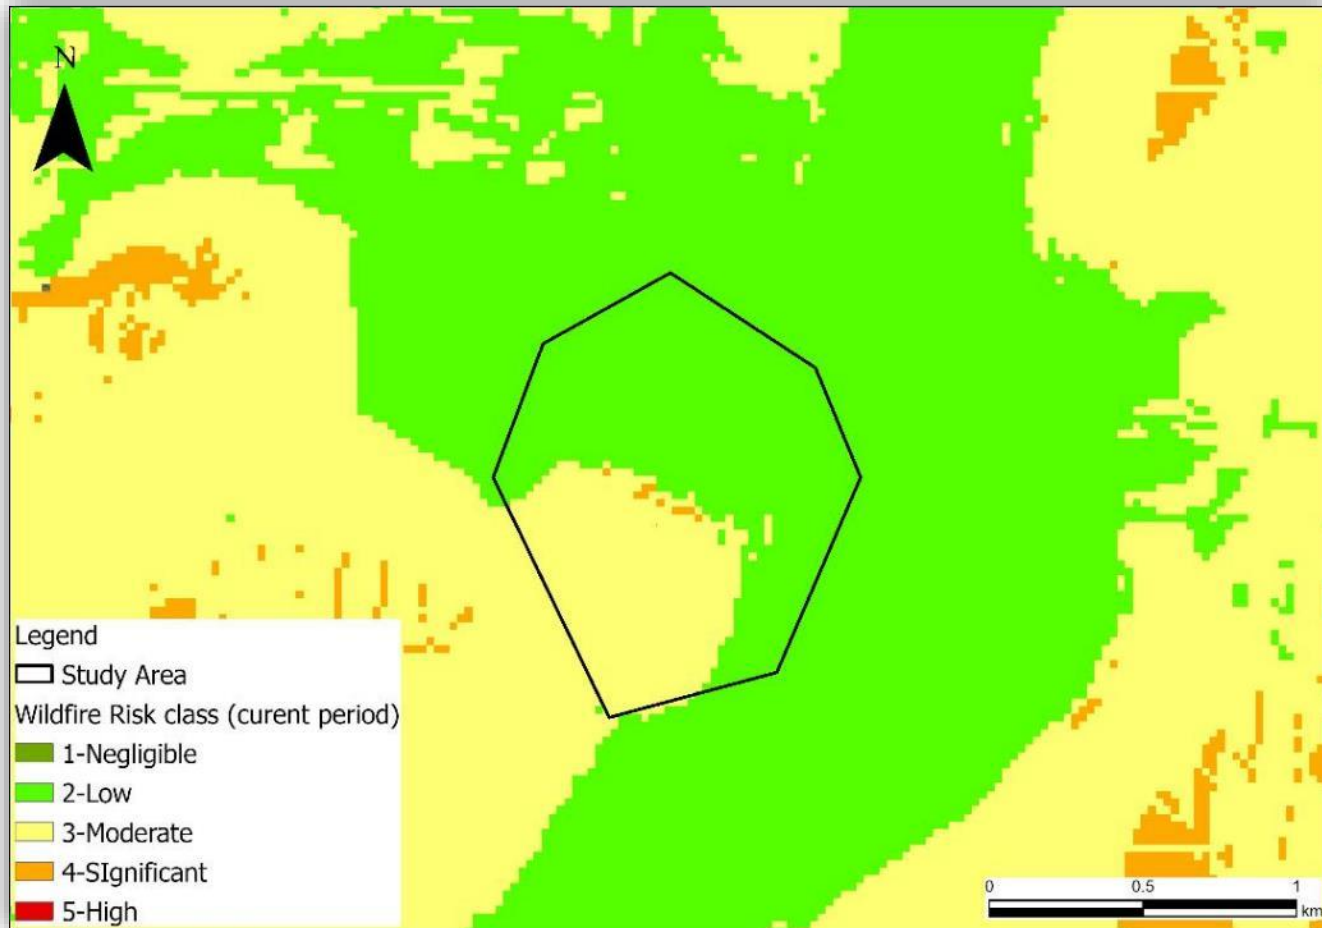 N
Legend
Study Area
Wildfire Risk class (curent period)
1-Negligible
2-Low
3-Moderate
4-SIgnificant
5-High
0 0.5 1
km